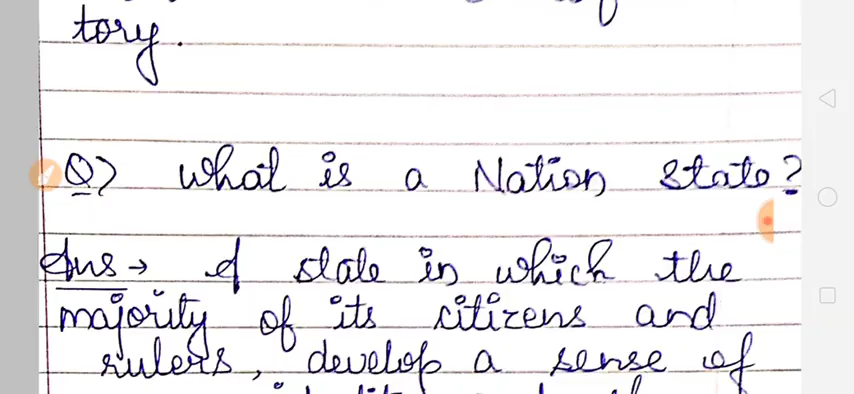 tory.
Q> What is a Nation State?
Ans → A state in which the
majority of its citizens and
rulers, develop a sense of